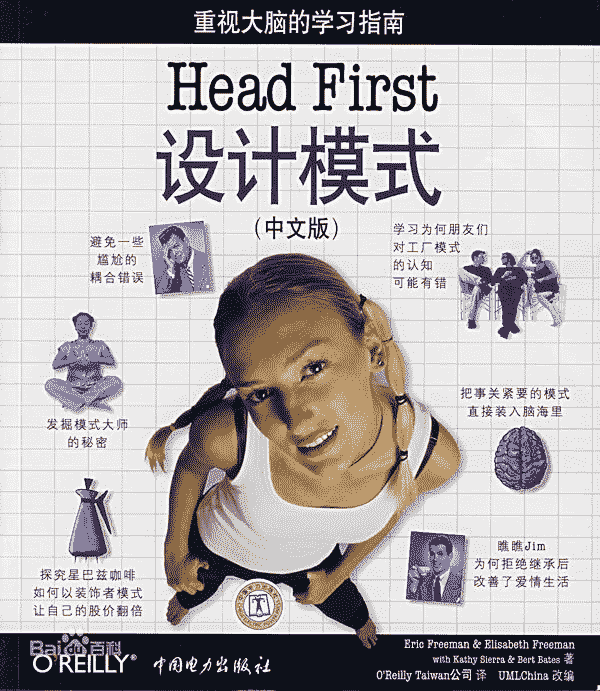 重视大脑的学习指南
Head First
设计模式
(中文版)
避免一些
尴尬的
耦合错误
学习为何朋友们
对工厂模式
的认知
可能有错
发掘模式大师
的秘密
把事关紧要的模式
直接装入脑海里
探究星巴兹咖啡
如何以装饰者模式
让自己的股价翻倍
瞧瞧Jim
为何拒绝继承后
改善了爱情生活
Eric Freeman & Elisabeth Freeman
with Kathy Sierra & Bert Bates 著
O'Reilly Taiwan公司 译 UMLChina 改编
Bai百科
O'REILLY®
中国电力出版社